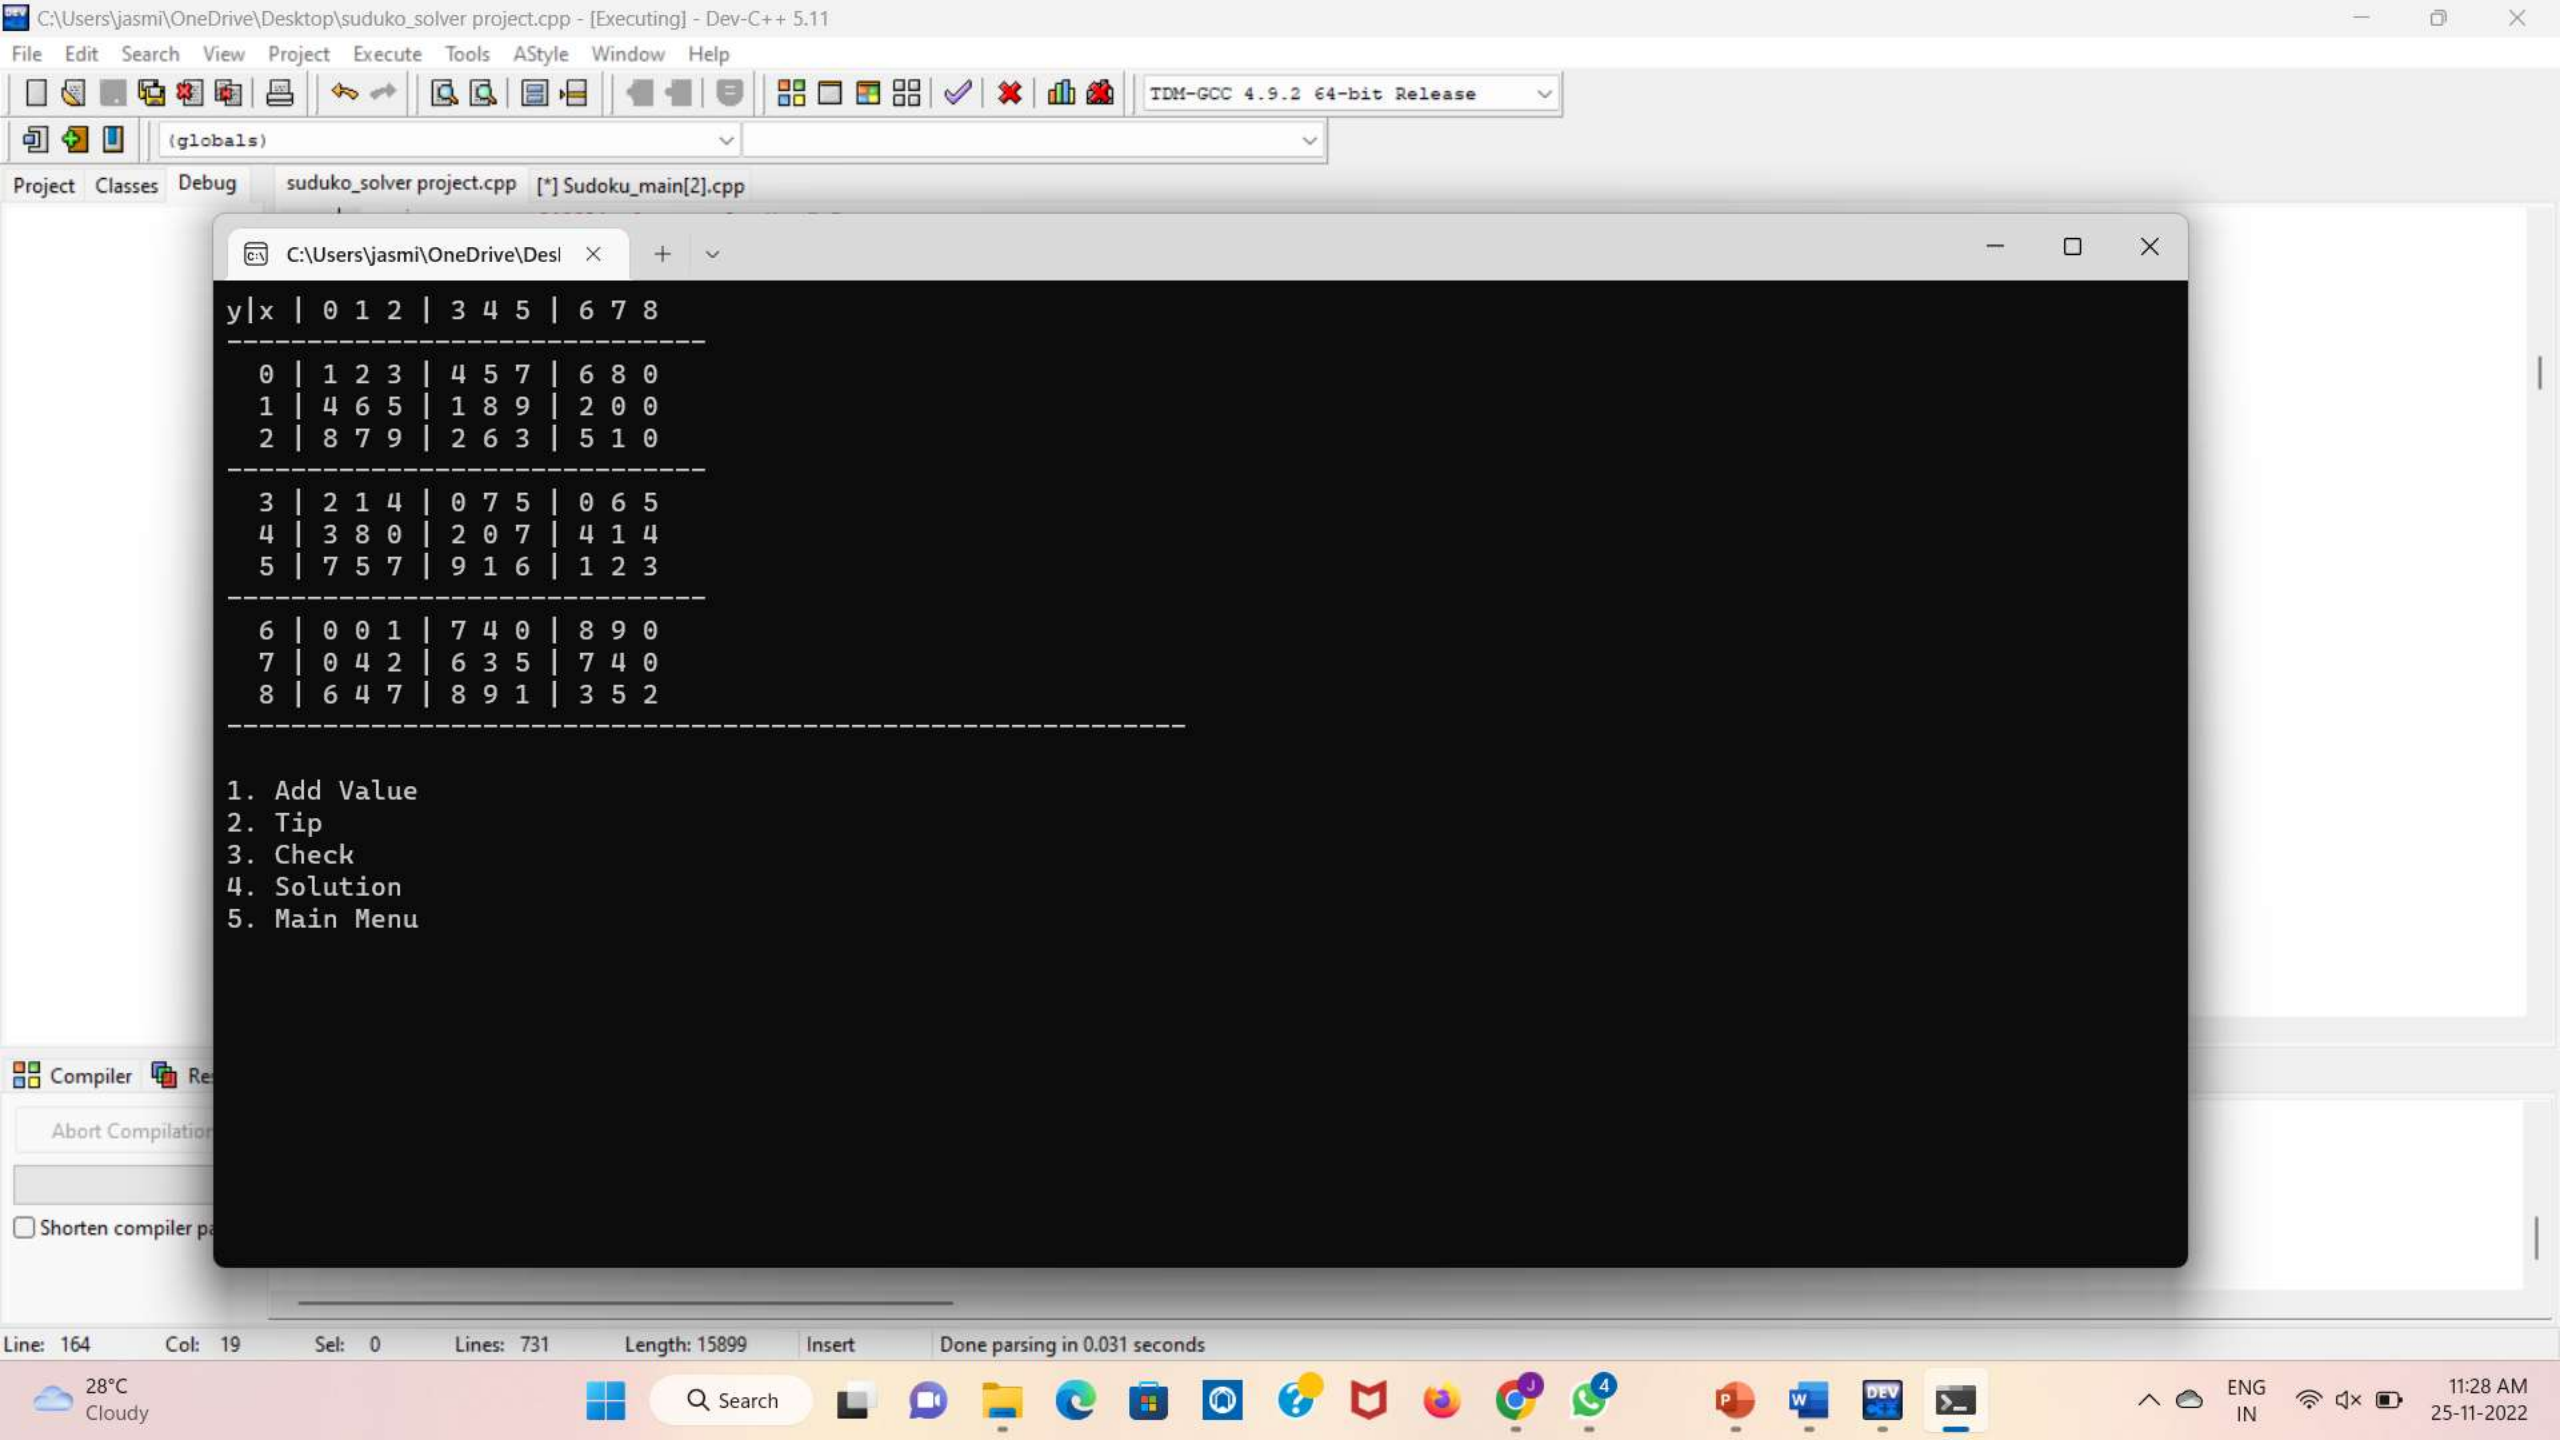 C:\Users\jasmi\OneDrive\Desktop\suduko_solver project.cpp - [Executing] - Dev-C++ 5.11
File Edit Search View Project Execute Tools AStyle Window Help
TDM-GCC 4.9.2 64-bit Release
(globals)
Project Classes Debug suduko_solver project.cpp [*] Sudoku_main[2].cpp
C:\Users\jasmi\OneDrive\Des
y|x | 0 1 2 | 3 4 5 | 6 7 8
------------------------------
0 | 1 2 3 | 4 5 7 | 6 8 0
1 | 4 6 5 | 1 8 9 | 2 0 0
2 | 8 7 9 | 2 6 3 | 5 1 0
------------------------------
3 | 2 1 4 | 0 7 5 | 0 6 5
4 | 3 8 0 | 2 0 7 | 4 1 4
5 | 7 5 7 | 9 1 6 | 1 2 3
------------------------------
6 | 0 0 1 | 7 4 0 | 8 9 0
7 | 0 4 2 | 6 3 5 | 7 4 0
8 | 6 4 7 | 8 9 1 | 3 5 2
------------------------------------------------------------
1. Add Value
2. Tip
3. Check
4. Solution
5. Main Menu
Compiler Re
Abort Compilation
Shorten compiler pa
Line: 164 Col: 19 Sel: 0 Lines: 731 Length: 15899 Insert Done parsing in 0.031 seconds
28°C
Cloudy
Search
J
4
P
W
DEV
C++
ENG
IN
11:28 AM
25-11-2022